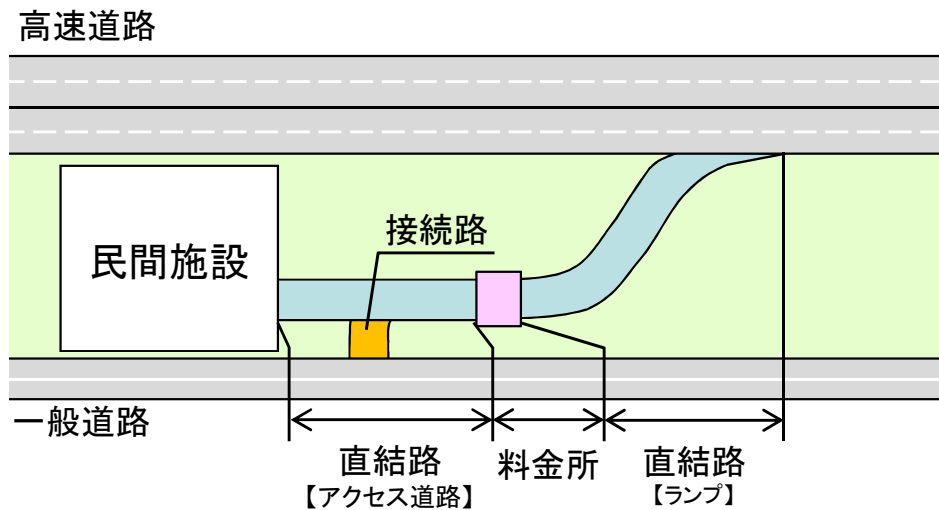 高速道路
接続路
民間施設
一般道路
直結路
【アクセス道路】
料金所
直結路
【ランプ】